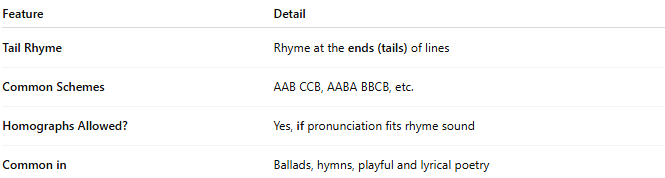 Feature Detail
Tail Rhyme Rhyme at the ends (tails) of lines
Common Schemes AAB CCB, AABA BBCB, etc.
Homographs Allowed? Yes, if pronunciation fits rhyme sound
Common in Ballads, hymns, playful and lyrical poetry